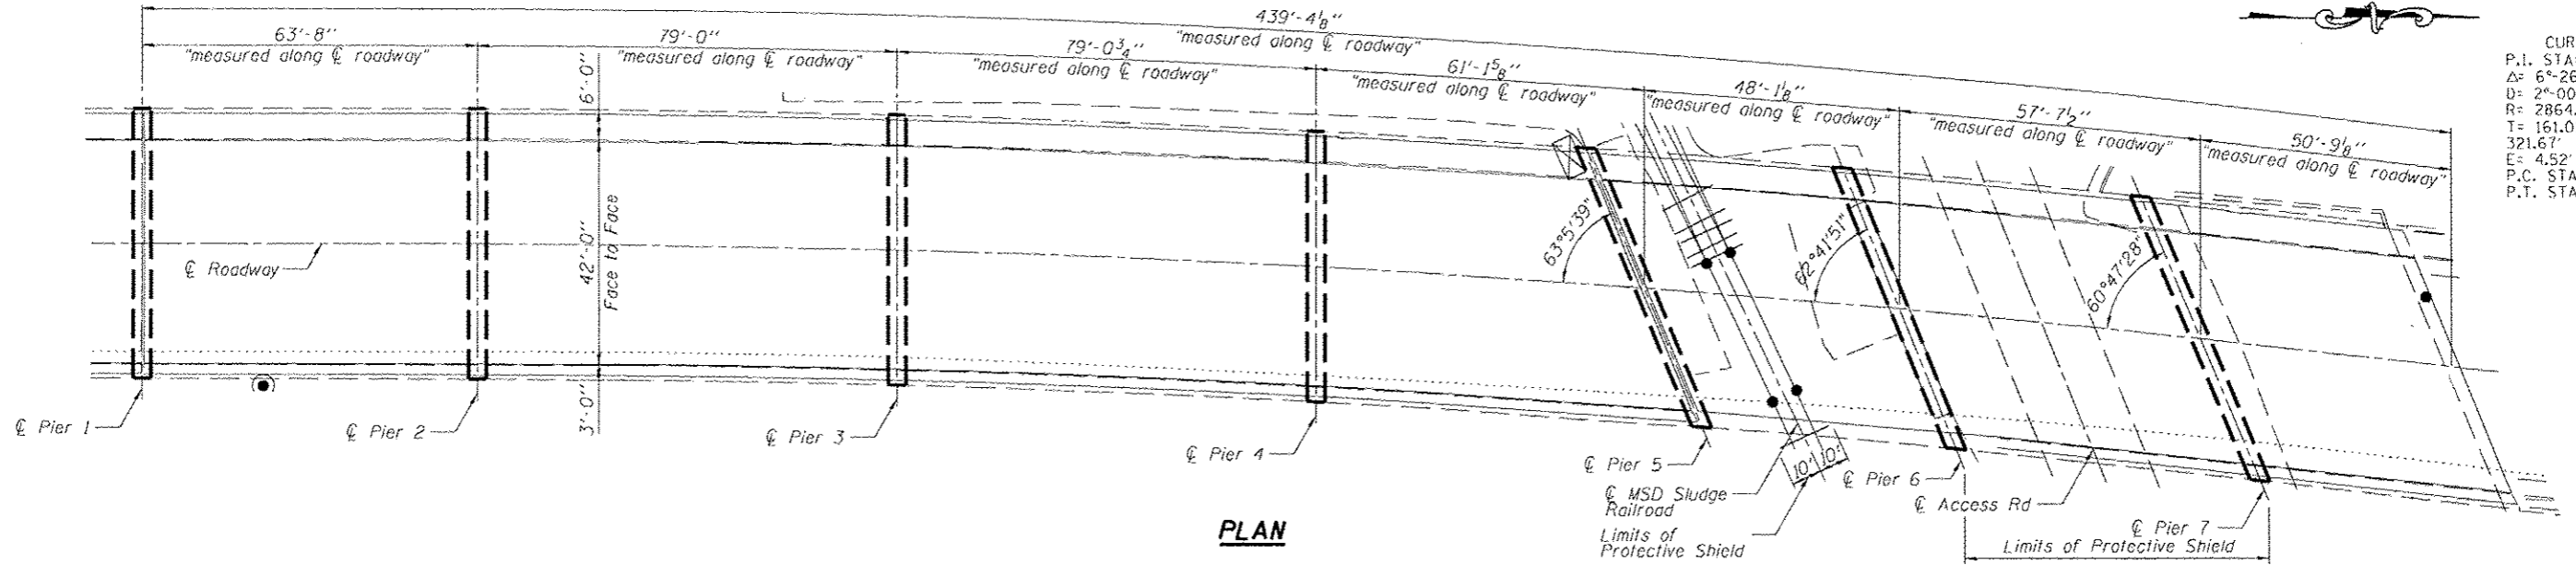 439'-4⅛"
"measured along ℄ roadway"
63'-8"
"measured along ℄ roadway"
79'-0"
"measured along ℄ roadway"
79'-0¾"
"measured along ℄ roadway"
61'-1⅝"
"measured along ℄ roadway"
48'-1⅛"
"measured along ℄ roadway"
57'-7½"
"measured along ℄ roadway"
50'-9⅛"
"measured along ℄ roadway"
CUR
P.I. STA
Δ= 6°-26
D= 2°-00
R= 2864.
T= 161.0
321.67'
E= 4.52'
P.C. STA
P.T. STA
6'-0"
42'-0"
Face to Face
3'-0"
℄ Roadway
63°5'39"
62°41'51"
60°47'28"
℄ Pier 1
℄ Pier 2
℄ Pier 3
℄ Pier 4
℄ Pier 5
10'
10'
℄ MSD Sludge
Railroad
Limits of
Protective Shield
℄ Pier 6
℄ Access Rd
℄ Pier 7
Limits of Protective Shield
PLAN